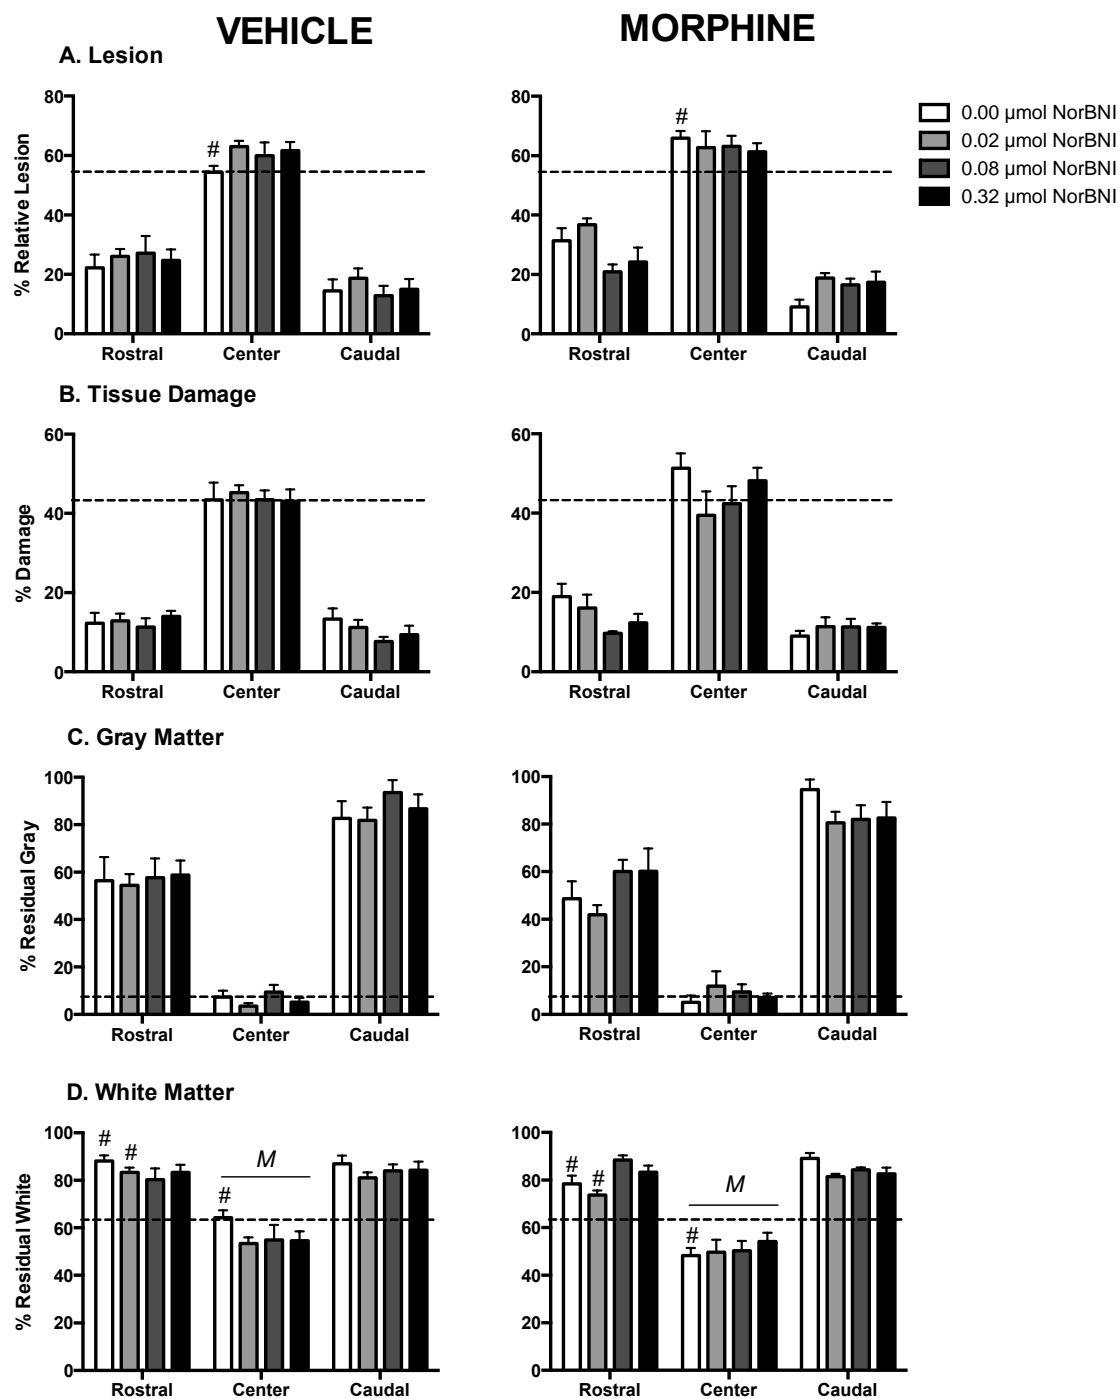 VEHICLE
MORPHINE
A. Lesion
% Relative Lesion
80
60
40
20
0
#
Rostral
Center
Caudal
80
60
40
20
0
#
Rostral
Center
Caudal
0.00 µmol NorBNI
0.02 µmol NorBNI
0.08 µmol NorBNI
0.32 µmol NorBNI
B. Tissue Damage
% Damage
60
40
20
0
Rostral
Center
Caudal
60
40
20
0
Rostral
Center
Caudal
C. Gray Matter
% Residual Gray
100
80
60
40
20
0
Rostral
Center
Caudal
100
80
60
40
20
0
Rostral
Center
Caudal
D. White Matter
% Residual White
100
80
60
40
20
0
#
#
M
#
Rostral
Center
Caudal
100
80
60
40
20
0
#
#
M
#
Rostral
Center
Caudal